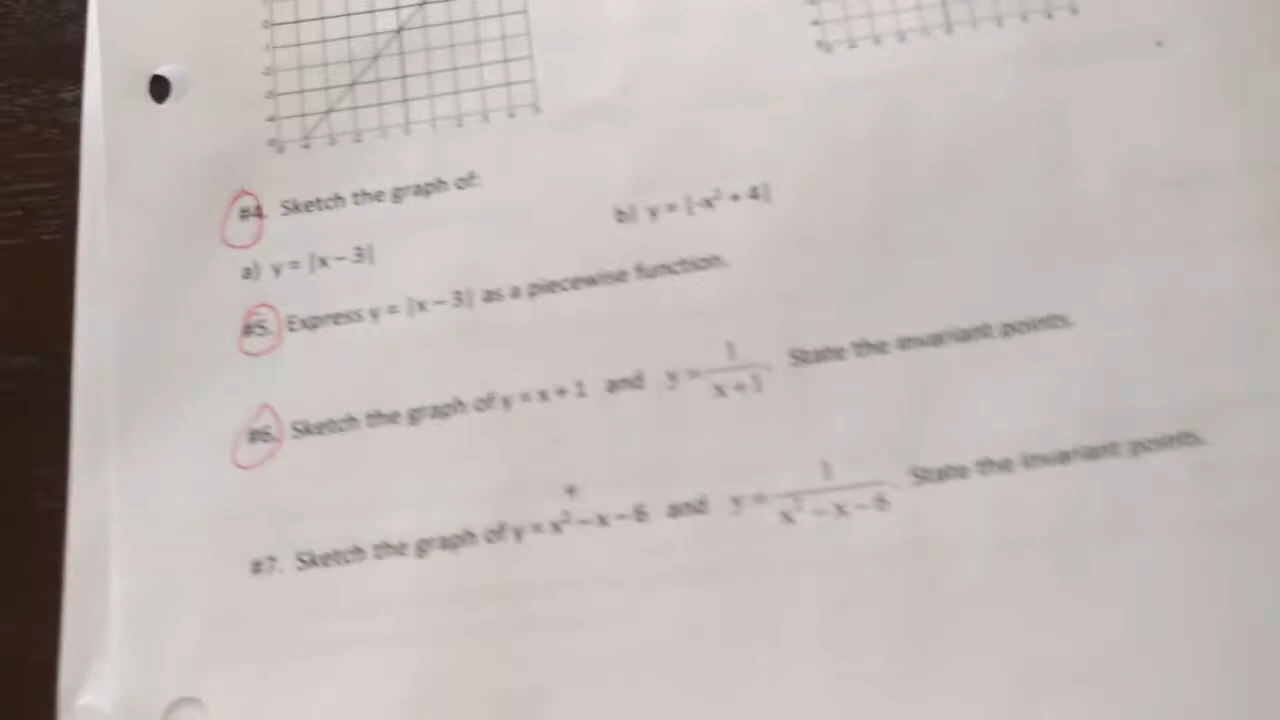 #4. Sketch the graph of:
a) y = |x – 3|
b) y = |-x² + 4|
#5. Express y = |x – 3| as a piecewise function.
#6. Sketch the graph of y = x + 1 and y = 1/(x+1). State the invariant points.
#7. Sketch the graph of y = x² – x – 6 and y = 1/(x² – x – 6). State the invariant points.